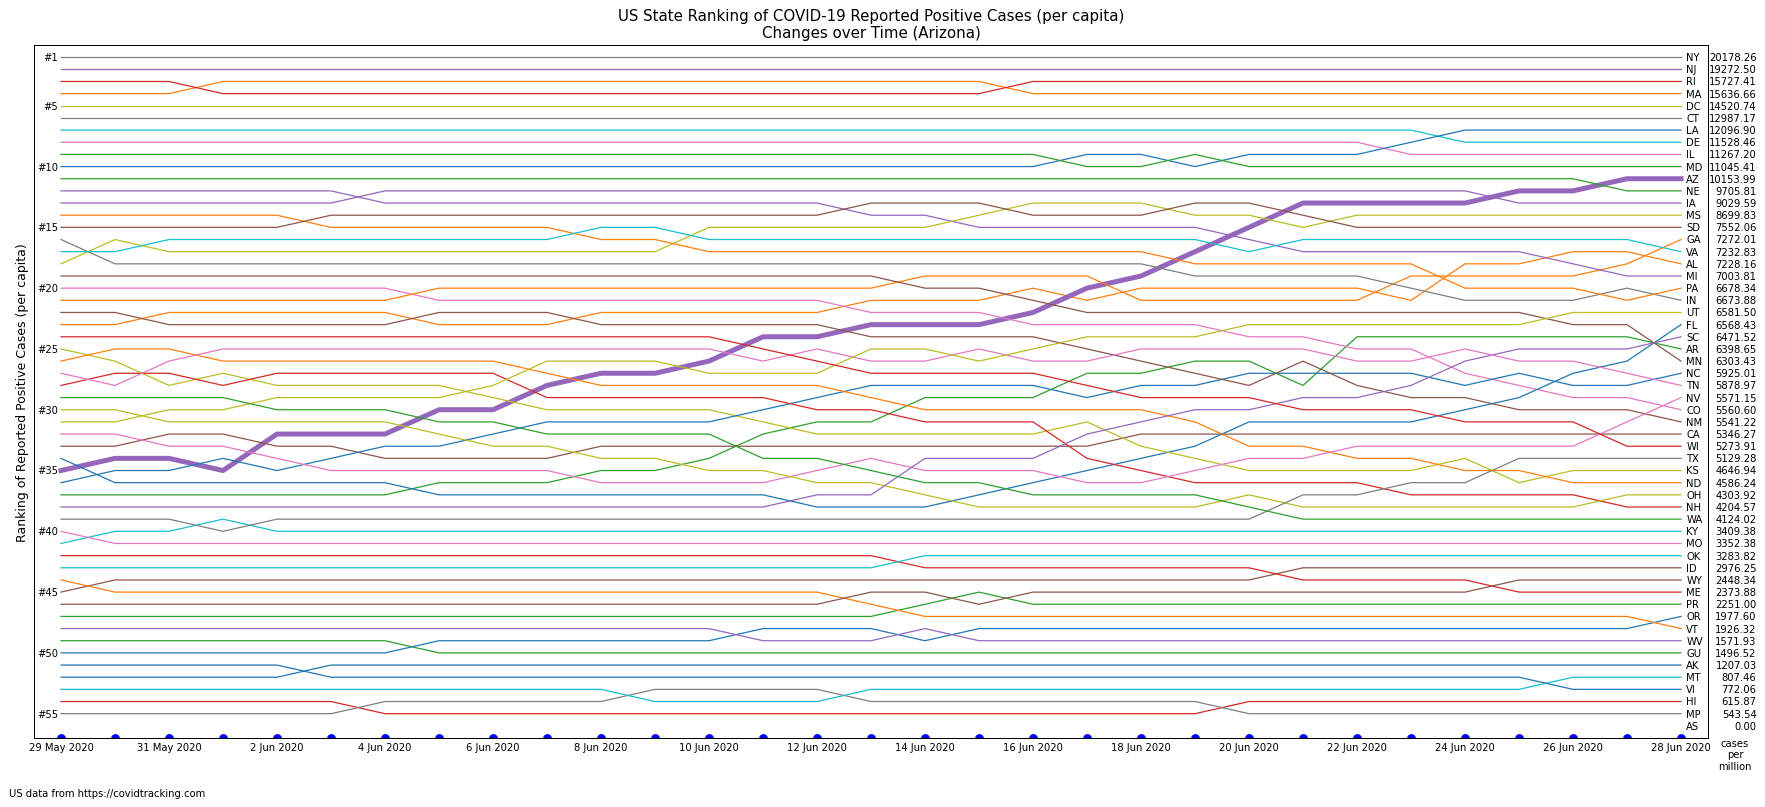 US State Ranking of COVID-19 Reported Positive Cases (per capita)
Changes over Time (Arizona)
Ranking of Reported Positive Cases (per capita)
#1
#5
#10
#15
#20
#25
#30
#35
#40
#45
#50
#55
NY 20178.26
NJ 19272.50
RI 15727.41
MA 15636.66
DC 14520.74
CT 12987.17
LA 12096.90
DE 11528.46
IL 11267.20
MD 11045.41
AZ 10153.99
NE 9705.81
IA 9029.59
MS 8699.83
SD 7552.06
GA 7272.01
VA 7232.83
AL 7228.16
MI 7003.81
PA 6678.34
IN 6673.88
UT 6581.50
FL 6568.43
SC 6471.52
AR 6398.65
MN 6303.43
NC 5925.01
TN 5878.97
NV 5571.15
CO 5560.60
NM 5541.22
CA 5346.27
WI 5273.91
TX 5129.28
KS 4646.94
ND 4586.24
OH 4303.92
NH 4204.57
WA 4124.02
KY 3409.38
MO 3352.38
OK 3283.82
ID 2976.25
WY 2448.34
ME 2373.88
PR 2251.00
OR 1977.60
VT 1926.32
WV 1571.93
GU 1496.52
AK 1207.03
MT 807.46
VI 772.06
HI 615.87
MP 543.54
AS 0.00
29 May 2020 31 May 2020 2 Jun 2020 4 Jun 2020 6 Jun 2020 8 Jun 2020 10 Jun 2020 12 Jun 2020 14 Jun 2020 16 Jun 2020 18 Jun 2020 20 Jun 2020 22 Jun 2020 24 Jun 2020 26 Jun 2020 28 Jun 2020
cases
per
million
US data from https://covidtracking.com